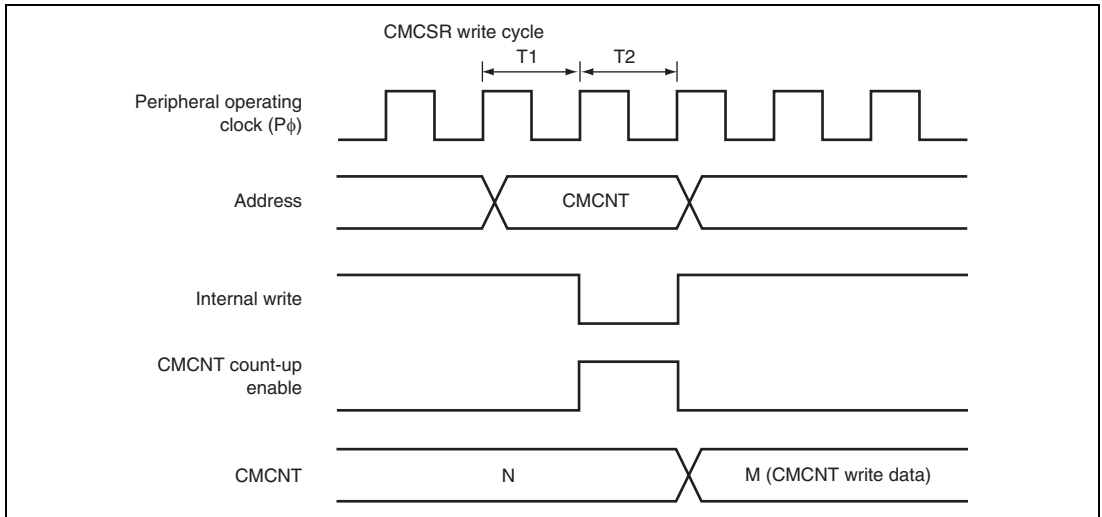 CMCSR write cycle
T1
T2
Peripheral operating
clock (Pϕ)
Address
CMCNT
Internal write
CMCNT count-up
enable
CMCNT
N
M (CMCNT write data)